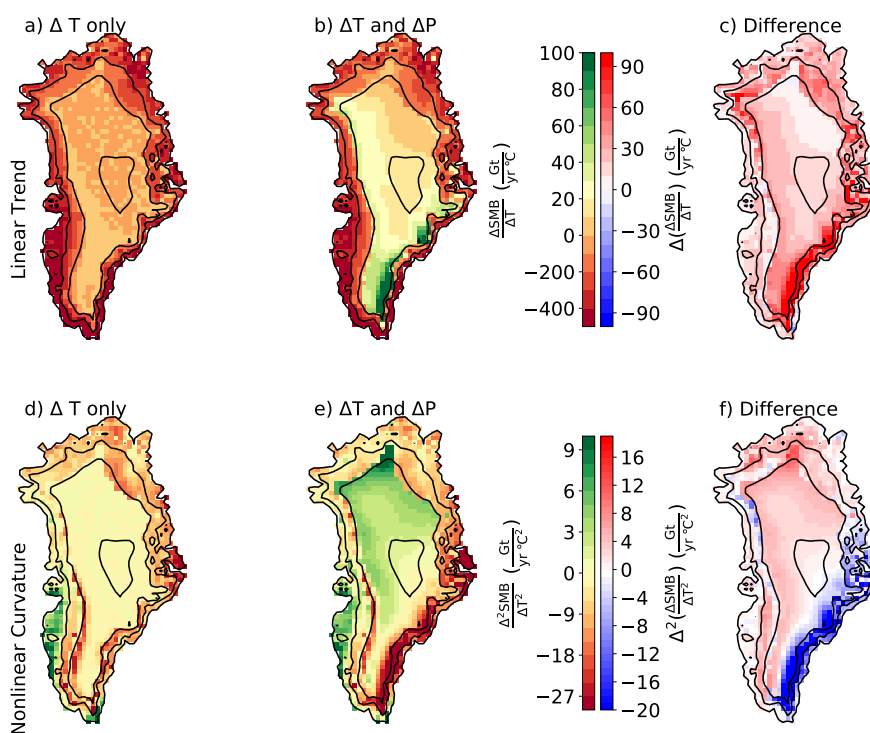 a) Δ T only
b) ΔT and ΔP
c) Difference
Linear Trend
100
80
60
40
20
0
−200
−400
ΔSMB/ΔT (Gt/yr °C)
90
60
30
0
−30
−60
−90
Δ(ΔSMB/ΔT) (Gt/yr °C)
d) Δ T only
e) ΔT and ΔP
f) Difference
Nonlinear Curvature
9
6
3
0
−9
−18
−27
Δ²SMB/ΔT² (Gt/yr °C²)
16
12
8
4
0
−4
−8
−12
−16
−20
Δ²(ΔSMB/ΔT²) (Gt/yr °C²)